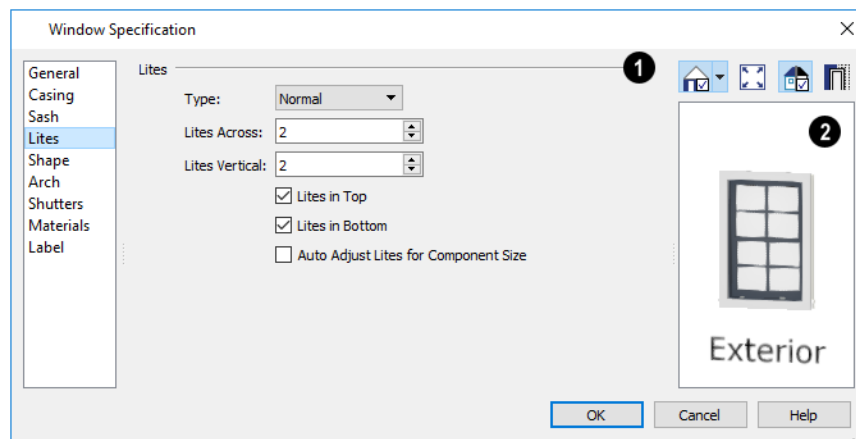 Window Specification
General
Casing
Sash
Lites
Shape
Arch
Shutters
Materials
Label
Lites
Type: Normal
Lites Across: 2
Lites Vertical: 2
Lites in Top
Lites in Bottom
Auto Adjust Lites for Component Size
1
2
Exterior
OK Cancel Help